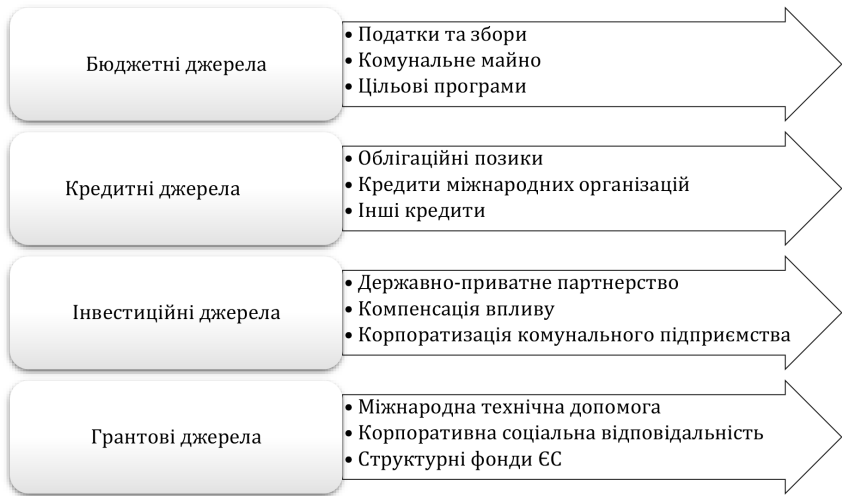 Бюджетні джерела
• Податки та збори
• Комунальне майно
• Цільові програми
Кредитні джерела
• Облігаційні позики
• Кредити міжнародних організацій
• Інші кредити
Інвестиційні джерела
• Державно-приватне партнерство
• Компенсація впливу
• Корпоратизація комунального підприємства
Грантові джерела
• Міжнародна технічна допомога
• Корпоративна соціальна відповідальність
• Структурні фонди ЄС